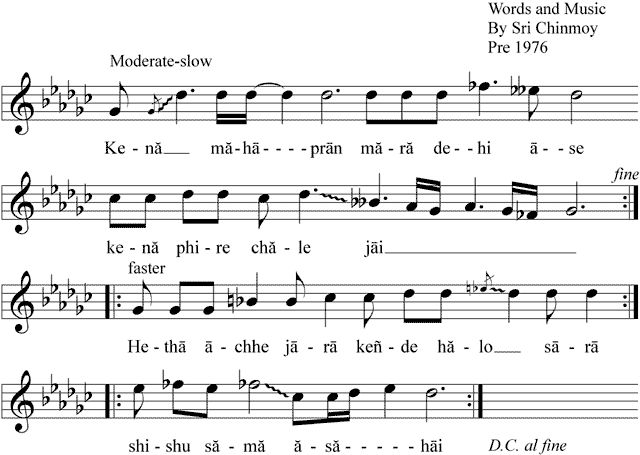 Words and Music
By Sri Chinmoy
Pre 1976
Moderate-slow
Ke - nă mă - hā - - - - prān mă - ră de - - hi ā - - se
fine
ke - nă phi - re chă - le jāi
faster
He - thā ā - chhe jā - rā keñ - de hă - lo sā - rā
shi - shu să - mă ă - să - - - - - hāi
D.C. al fine